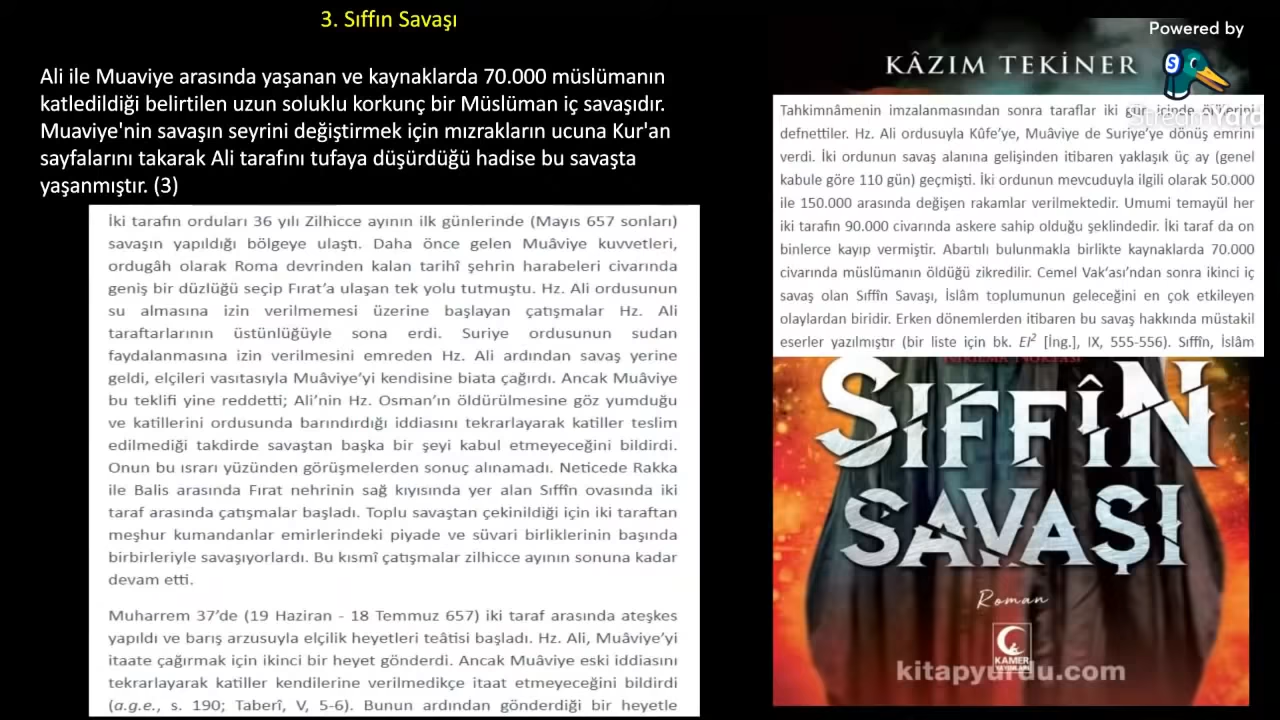 3. Sıffın Savaşı
Ali ile Muaviye arasında yaşanan ve kaynaklarda 70.000 müslümanın
katledildiği belirtilen uzun soluklu korkunç bir Müslüman iç savaşıdır.
Muaviye'nin savaşın seyrini değiştirmek için mızrakların ucuna Kur'an
sayfalarını takarak Ali tarafını tufaya düşürdüğü hadise bu savaşta
yaşanmıştır. (3)
İki tarafın orduları 36 yılı Zilhicce ayının ilk günlerinde (Mayıs 657 sonları)
savaşın yapıldığı bölgeye ulaştı. Daha önce gelen Muâviye kuvvetleri,
ordugâh olarak Roma devrinden kalan tarihî şehrin harabeleri civarında
geniş bir düzlüğü seçip Fırat'a ulaşan tek yolu tutmuştu. Hz. Ali ordusunun
su almasına izin verilmemesi üzerine başlayan çatışmalar Hz. Ali
taraftarlarının üstünlüğüyle sona erdi. Suriye ordusunun sudan
faydalanmasına izin verilmesini emreden Hz. Ali ardından savaş yerine
geldi, elçileri vasıtasıyla Muâviye'yi kendisine biata çağırdı. Ancak Muâviye
bu teklifi yine reddetti; Ali'nin Hz. Osman'ın öldürülmesine göz yumduğu
ve katillerini ordusunda barındırdığı iddiasını tekrarlayarak katiller teslim
edilmediği takdirde savaştan başka bir şeyi kabul etmeyeceğini bildirdi.
Onun bu ısrarı yüzünden görüşmelerden sonuç alınamadı. Neticede Rakka
ile Balis arasında Fırat nehrinin sağ kıyısında yer alan Sıffîn ovasında iki
taraf arasında çatışmalar başladı. Toplu savaştan çekinildiği için iki taraftan
meşhur kumandanlar emirlerindeki piyade ve süvari birliklerinin başında
birbirleriyle savaşıyorlardı. Bu kısmî çatışmalar zilhicce ayının sonuna kadar
devam etti.
Muharrem 37'de (19 Haziran - 18 Temmuz 657) iki taraf arasında ateşkes
yapıldı ve barış arzusuyla elçilik heyetleri teâtisi başladı. Hz. Ali, Muâviye'yi
itaate çağırmak için ikinci bir heyet gönderdi. Ancak Muâviye eski iddiasını
tekrarlayarak katiller kendilerine verilmedikçe itaat etmeyeceğini bildirdi
(a.g.e., s. 190; Taberî, V, 5-6). Bunun ardından gönderdiği bir heyetle
Powered by
StreamYard
KÂZIM TEKİNER
Tahkimnâmenin imzalanmasından sonra taraflar iki gün içinde ölülerini
defnettiler. Hz. Ali ordusuyla Kûfe'ye, Muâviye de Suriye'ye dönüş emrini
verdi. İki ordunun savaş alanına gelişinden itibaren yaklaşık üç ay (genel
kabule göre 110 gün) geçmişti. İki ordunun mevcuduyla ilgili olarak 50.000
ile 150.000 arasında değişen rakamlar verilmektedir. Umumi temayül her
iki tarafın 90.000 civarında askere sahip olduğu şeklindedir. İki taraf da on
binlerce kayıp vermiştir. Abartılı bulunmakla birlikte kaynaklarda 70.000
civarında müslümanın öldüğü zikredilir. Cemel Vak'ası'ndan sonra ikinci iç
savaş olan Sıffîn Savaşı, İslâm toplumunun geleceğini en çok etkileyen
olaylardan biridir. Erken dönemlerden itibaren bu savaş hakkında müstakil
eserler yazılmıştır (bir liste için bk. EI² [İng.], IX, 555-556). Sıffîn, İslâm
KIRILMA NOKTASI
SIFFÎN
SAVAŞI
Roman
KAMER
YAYINLARI
kitapyurdu.com